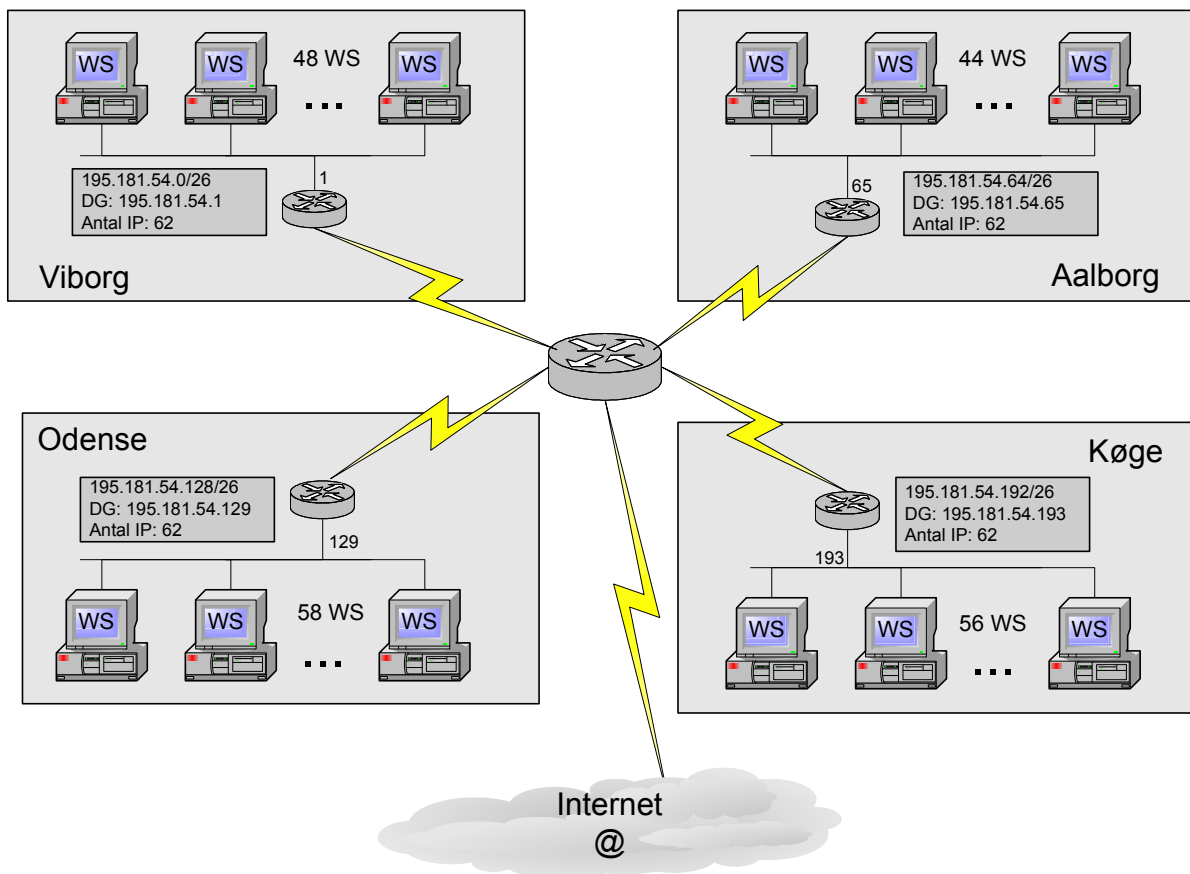 WS WS 48 WS WS
...
195.181.54.0/26
DG: 195.181.54.1
Antal IP: 62
1
Viborg
WS WS 44 WS WS
...
65
195.181.54.64/26
DG: 195.181.54.65
Antal IP: 62
Aalborg
Odense
195.181.54.128/26
DG: 195.181.54.129
Antal IP: 62
129
WS WS 58 WS WS
...
Køge
195.181.54.192/26
DG: 195.181.54.193
Antal IP: 62
193
WS WS 56 WS WS
...
Internet
@